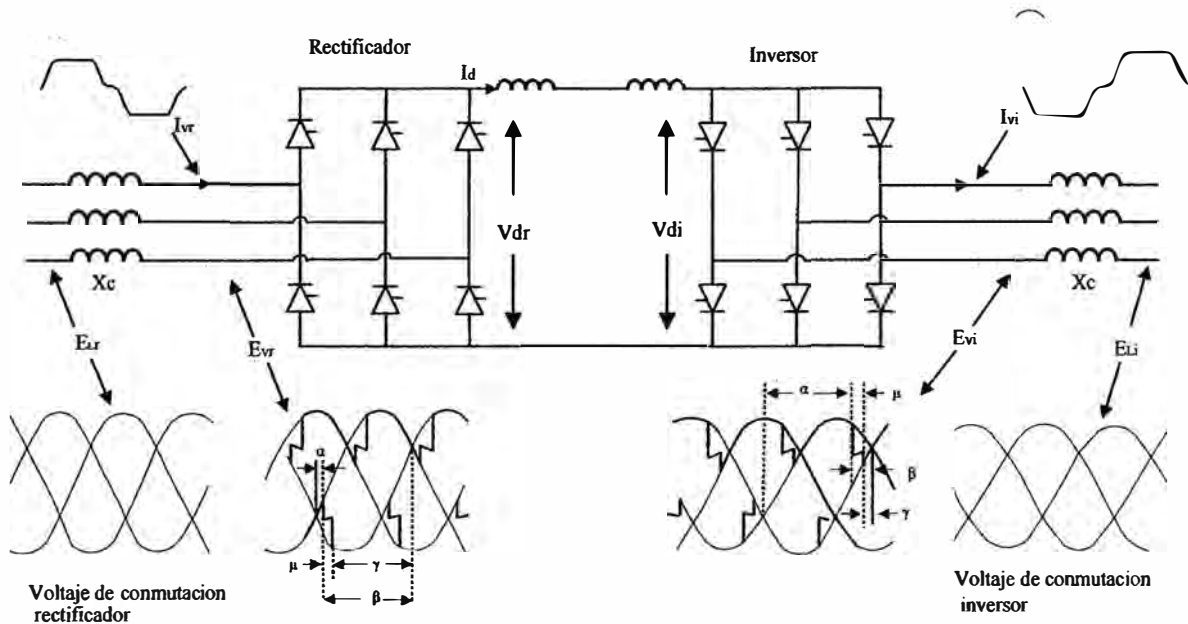 Rectificador
Inversor
Id
Ivr
Ivi
Vdr
Vdi
Xc
Xc
ELr
Evr
Evi
ELi
α
μ
γ
β
α
μ
β
γ
Voltaje de conmutacion
rectificador
Voltaje de conmutacion
inversor